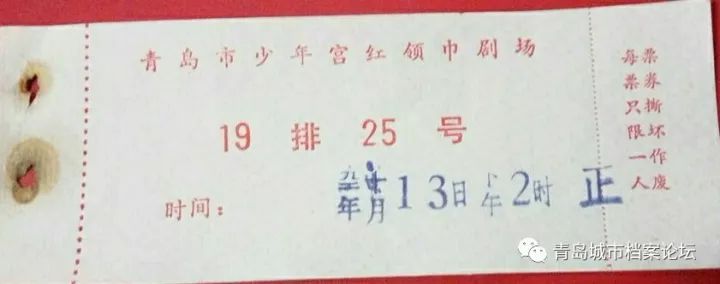 青岛市少年宫红领巾剧场
19 排 25 号
时间：
年 月13日 午2时 正
每票只限一人
票券撕坏作废
青岛城市档案论坛